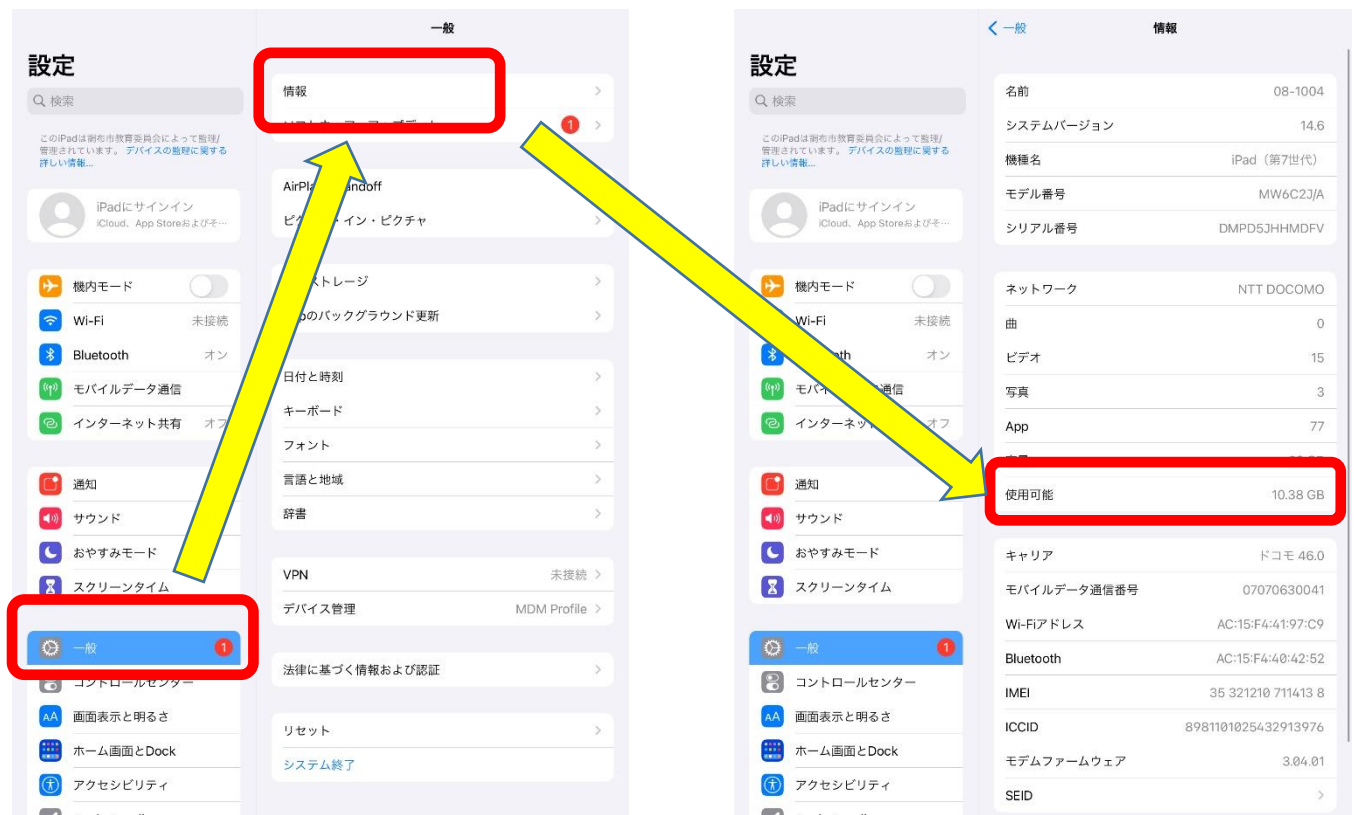 一般
設定
検索
このiPadは調布市教育委員会によって監理/
管理されています。デバイスの監理に関する
詳しい情報...
iPadにサインイン
iCloud、App Storeおよびそ…
機内モード
Wi-Fi 未接続
Bluetooth オン
モバイルデータ通信
インターネット共有 オフ
通知
サウンド
おやすみモード
スクリーンタイム
一般 1
コントロールセンター
画面表示と明るさ
ホーム画面とDock
アクセシビリティ
情報
1
AirPl
ピク ・イン・ピクチャ
トレージ
のバックグラウンド更新
日付と時刻
キーボード
フォント
言語と地域
辞書
VPN 未接続
デバイス管理 MDM Profile
法律に基づく情報および認証
リセット
システム終了
一般 情報
設定
検索
このiPadは調布市教育委員会によって監理/
管理されています。デバイスの監理に関する
詳しい情報...
iPadにサインイン
iCloud、App Storeおよびそ…
機内モード
Wi-Fi 未接続
オン
モバイ 通信
インターネッ オフ
通知
サウンド
おやすみモード
スクリーンタイム
一般 1
コントロールセンター
画面表示と明るさ
ホーム画面とDock
アクセシビリティ
名前 08-1004
システムバージョン 14.6
機種名 iPad（第7世代）
モデル番号 MW6C2J/A
シリアル番号 DMPD5JHHMDFV
ネットワーク NTT DOCOMO
曲 0
ビデオ 15
写真 3
App 77
使用可能 10.38 GB
キャリア ドコモ 46.0
モバイルデータ通信番号 07070630041
Wi-Fiアドレス AC:15:F4:41:97:C9
Bluetooth AC:15:F4:40:42:52
IMEI 35 321210 711413 8
ICCID 8981101025432913976
モデムファームウェア 3.04.01
SEID